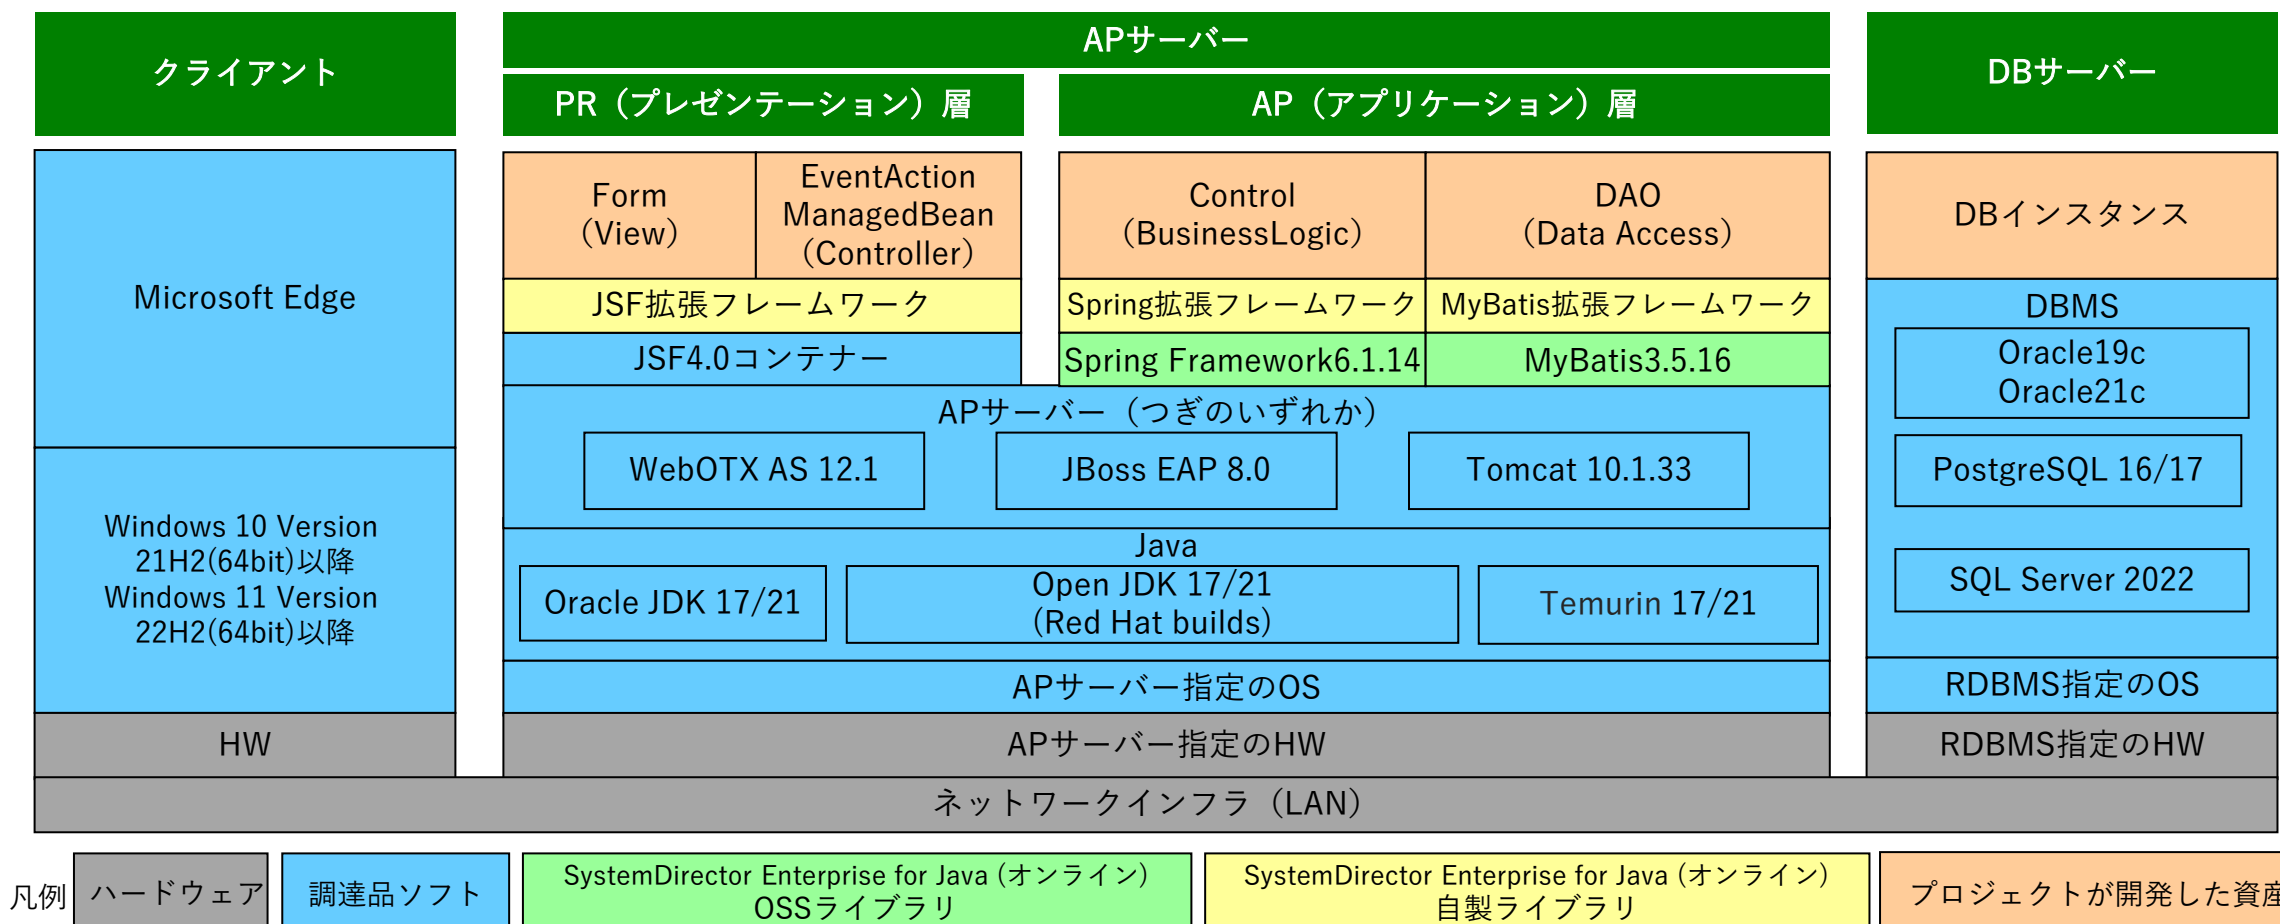 クライアント
APサーバー
PR（プレゼンテーション）層
AP（アプリケーション）層
DBサーバー
Microsoft Edge
Windows 10 Version
21H2(64bit)以降
Windows 11 Version
22H2(64bit)以降
HW
Form
（View）
EventAction
ManagedBean
（Controller）
JSF拡張フレームワーク
JSF4.0コンテナー
Control
（BusinessLogic）
DAO
（Data Access）
Spring拡張フレームワーク
MyBatis拡張フレームワーク
Spring Framework6.1.14
MyBatis3.5.16
APサーバー（つぎのいずれか）
WebOTX AS 12.1
JBoss EAP 8.0
Tomcat 10.1.33
Java
Oracle JDK 17/21
Open JDK 17/21
(Red Hat builds)
Temurin 17/21
APサーバー指定のOS
APサーバー指定のHW
DBインスタンス
DBMS
Oracle19c
Oracle21c
PostgreSQL 16/17
SQL Server 2022
RDBMS指定のOS
RDBMS指定のHW
ネットワークインフラ（LAN）
凡例
ハードウェア
調達品ソフト
SystemDirector Enterprise for Java（オンライン）
OSSライブラリ
SystemDirector Enterprise for Java（オンライン）
自製ライブラリ
プロジェクトが開発した資産